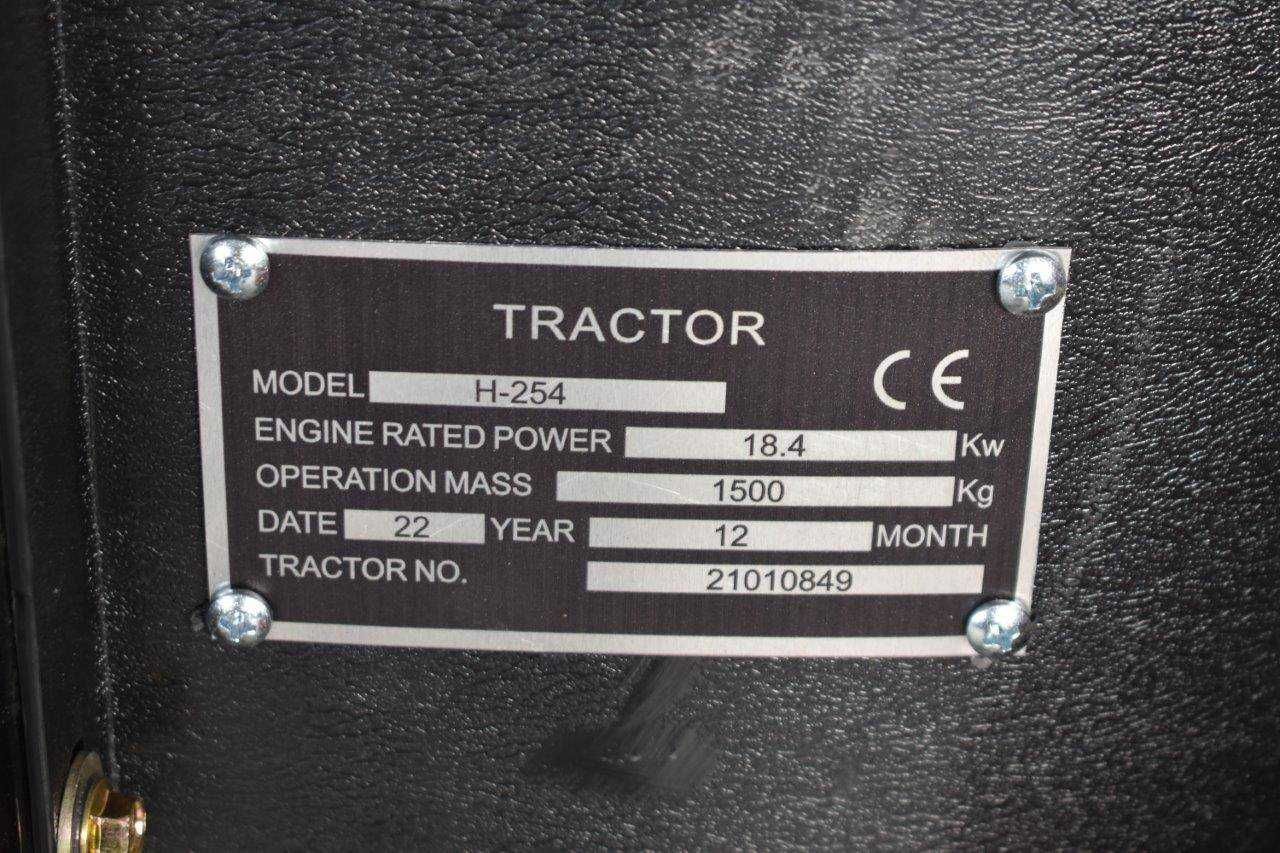 TRACTOR
CE
MODEL H-254
ENGINE RATED POWER 18.4 Kw
OPERATION MASS 1500 Kg
DATE 22 YEAR 12 MONTH
TRACTOR NO. 21010849